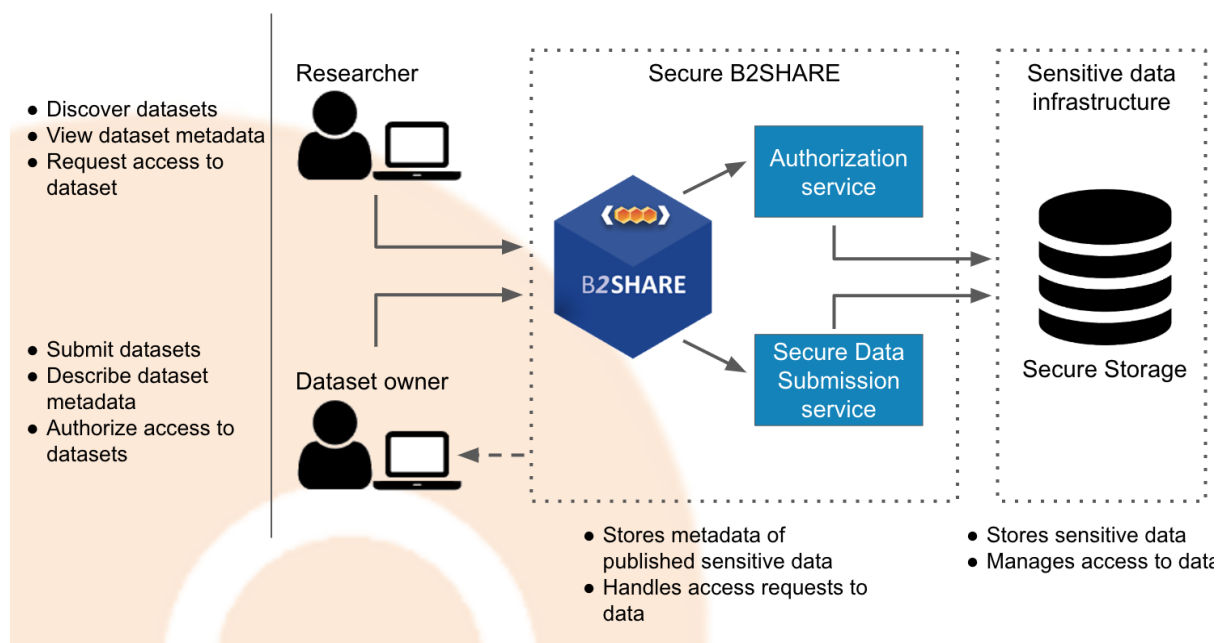 ● Discover datasets
● View dataset metadata
● Request access to
dataset
● Submit datasets
● Describe dataset
metadata
● Authorize access to
datasets
Researcher
Dataset owner
Secure B2SHARE
B2SHARE
Authorization
service
Secure Data
Submission
service
● Stores metadata of
published sensitive data
● Handles access requests to
data
Sensitive data
infrastructure
Secure Storage
● Stores sensitive data
● Manages access to data